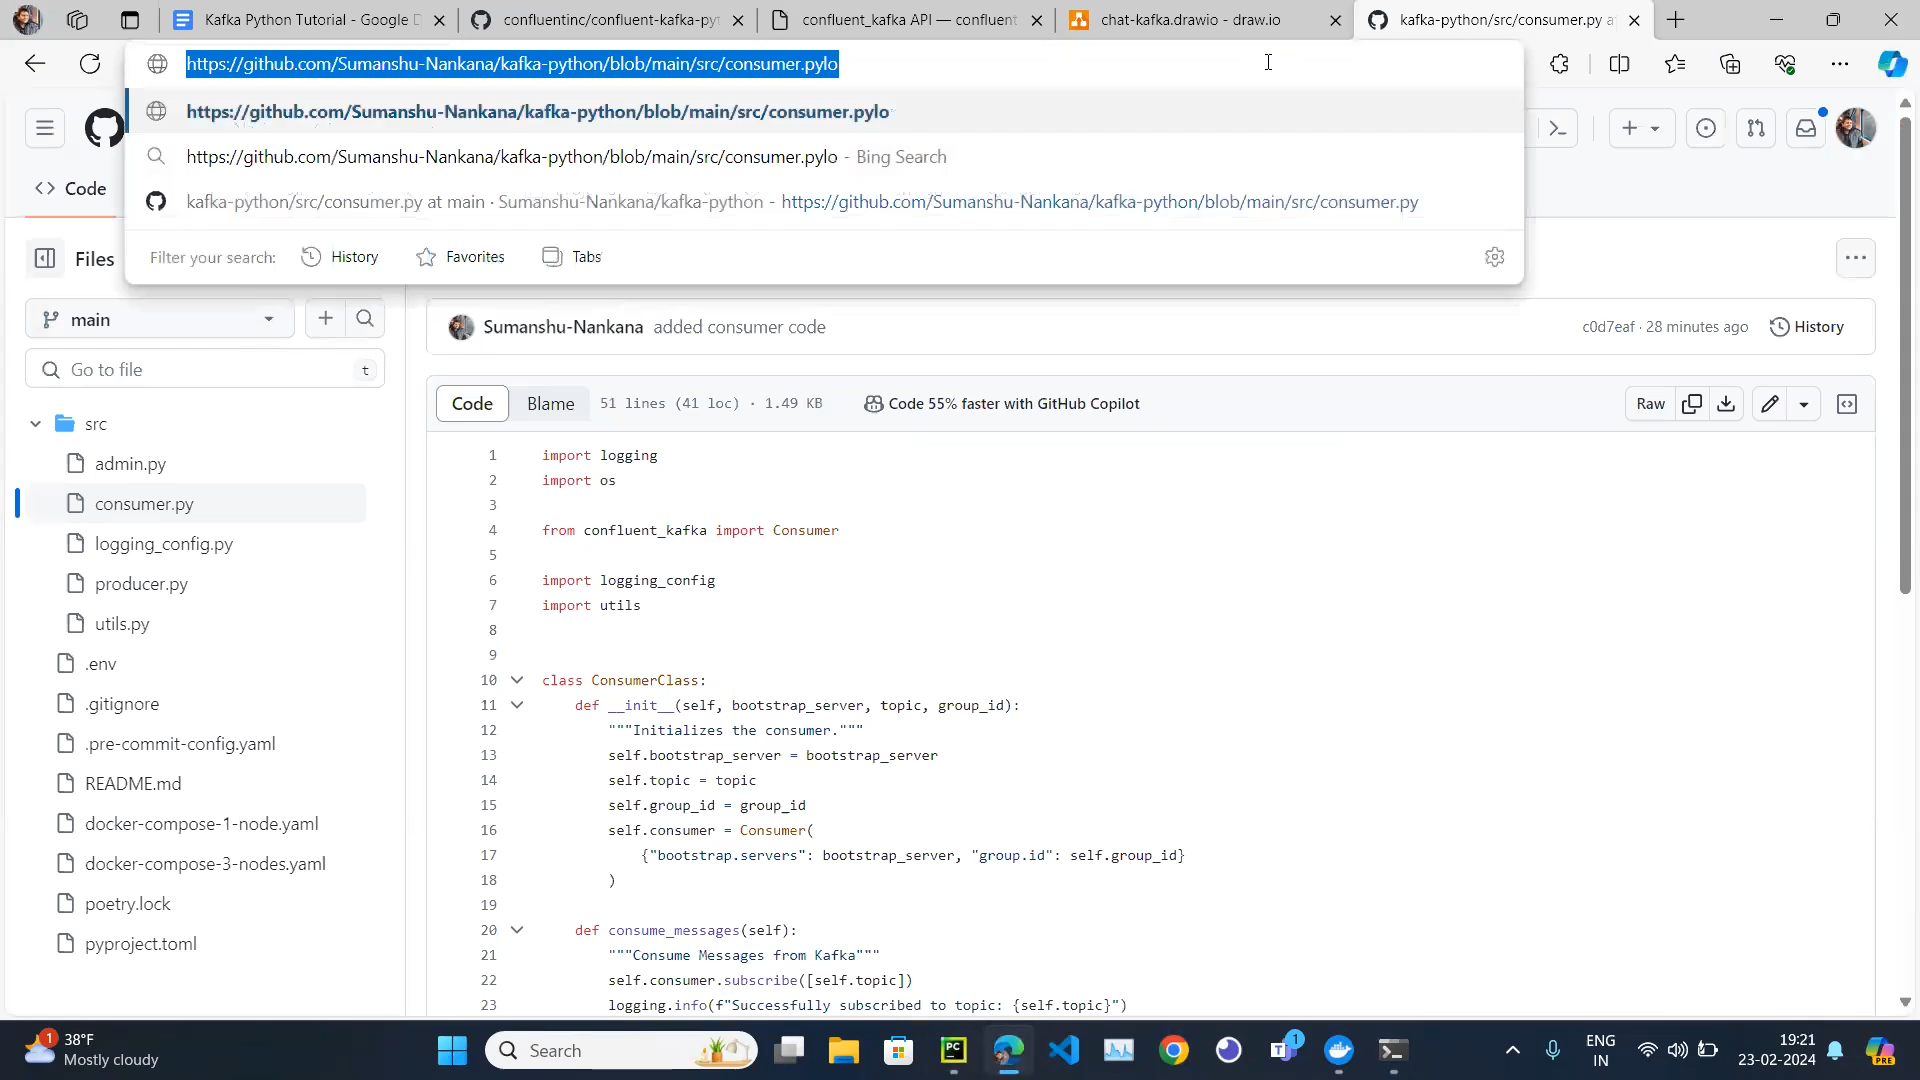 Kafka Python Tutorial - Google D
confluentinc/confluent-kafka-pyt
confluent_kafka API — confluent
chat-kafka.drawio - draw.io
kafka-python/src/consumer.py a
https://github.com/Sumanshu-Nankana/kafka-python/blob/main/src/consumer.pylo
https://github.com/Sumanshu-Nankana/kafka-python/blob/main/src/consumer.pylo
https://github.com/Sumanshu-Nankana/kafka-python/blob/main/src/consumer.pylo - Bing Search
kafka-python/src/consumer.py at main · Sumanshu-Nankana/kafka-python - https://github.com/Sumanshu-Nankana/kafka-python/blob/main/src/consumer.py
Filter your search: History Favorites Tabs
Code
Files
main
Go to file t
src
admin.py
consumer.py
logging_config.py
producer.py
utils.py
.env
.gitignore
.pre-commit-config.yaml
README.md
docker-compose-1-node.yaml
docker-compose-3-nodes.yaml
poetry.lock
pyproject.toml
Sumanshu-Nankana added consumer code c0d7eaf · 28 minutes ago History
Code Blame 51 lines (41 loc) · 1.49 KB Code 55% faster with GitHub Copilot Raw
1 import logging
2 import os
3
4 from confluent_kafka import Consumer
5
6 import logging_config
7 import utils
8
9
10 class ConsumerClass:
11 def __init__(self, bootstrap_server, topic, group_id):
12 """Initializes the consumer."""
13 self.bootstrap_server = bootstrap_server
14 self.topic = topic
15 self.group_id = group_id
16 self.consumer = Consumer(
17 {"bootstrap.servers": bootstrap_server, "group.id": self.group_id}
18 )
19
20 def consume_messages(self):
21 """Consume Messages from Kafka"""
22 self.consumer.subscribe([self.topic])
23 logging.info(f"Successfully subscribed to topic: {self.topic}")
1
38°F
Mostly cloudy
Search
PC
1
ENG
IN
19:21
23-02-2024
PRE